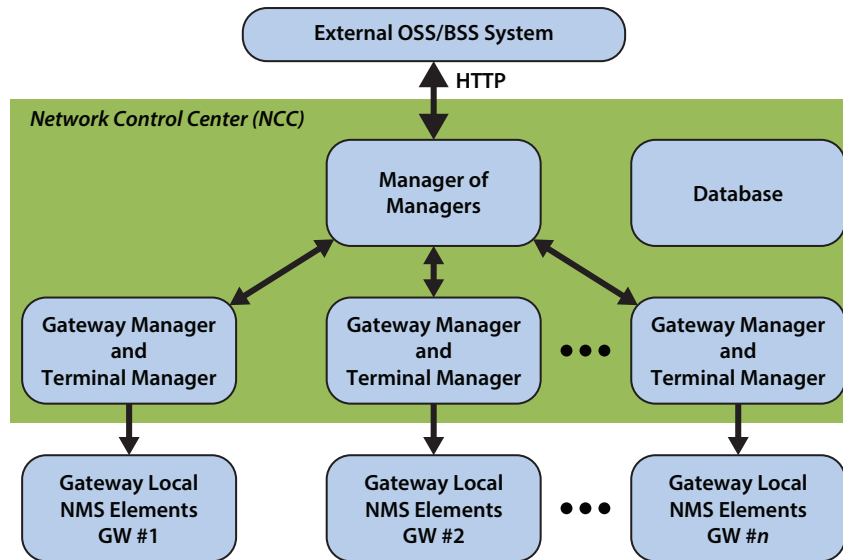 External OSS/BSS System
HTTP
Network Control Center (NCC)
Manager of
Managers
Database
Gateway Manager
and
Terminal Manager
Gateway Manager
and
Terminal Manager
Gateway Manager
and
Terminal Manager
Gateway Local
NMS Elements
GW #1
Gateway Local
NMS Elements
GW #2
Gateway Local
NMS Elements
GW #n